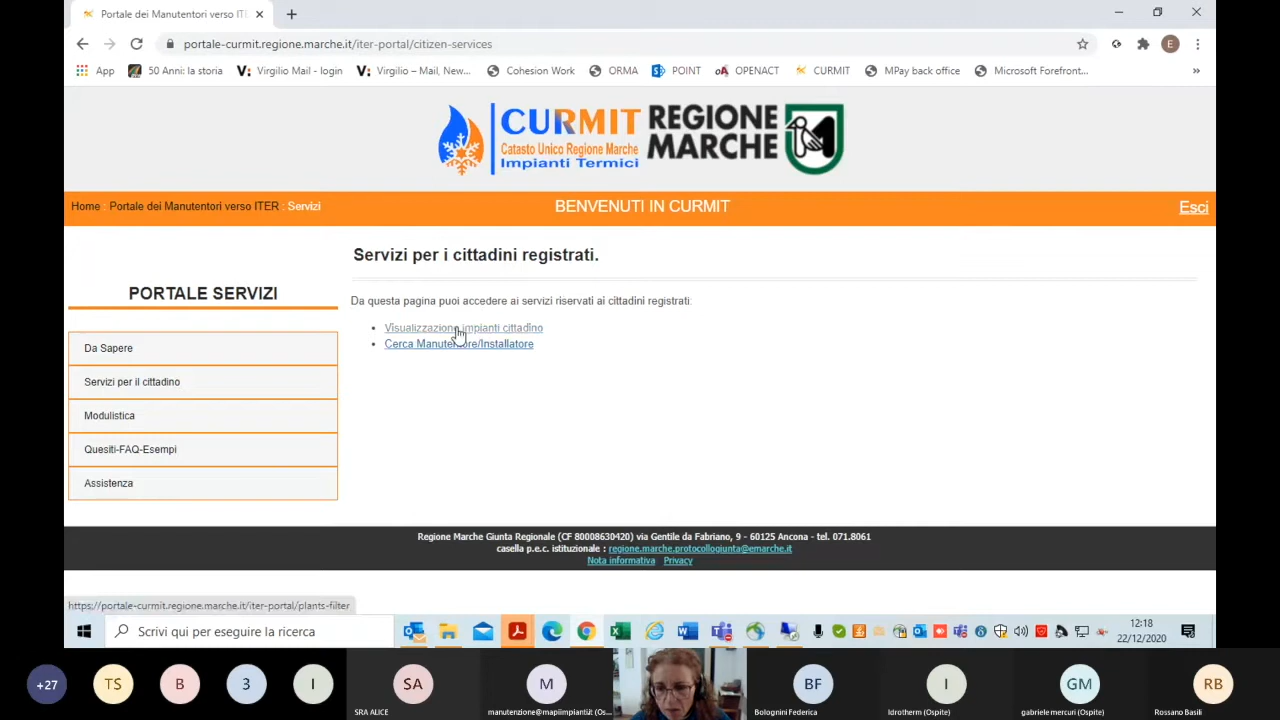 Portale dei Manutentori verso ITE
portale-curmit.regione.marche.it/iter-portal/citizen-services
E
App
50 Anni: la storia
Virgilio Mail - login
Virgilio – Mail, New...
Cohesion Work
ORMA
POINT
OPENACT
CURMIT
MPay back office
Microsoft Forefront...
»
CURMIT
Catasto Unico Regione Marche
Impianti Termici
REGIONE
MARCHE
Home Portale dei Manutentori verso ITER : Servizi
BENVENUTI IN CURMIT
Esci
Servizi per i cittadini registrati.
PORTALE SERVIZI
Da questa pagina puoi accedere ai servizi riservati ai cittadini registrati:
• Visualizzazione impianti cittadino
• Cerca Manutentore/Installatore
Da Sapere
Servizi per il cittadino
Modulistica
Quesiti-FAQ-Esempi
Assistenza
Regione Marche Giunta Regionale (CF 80008630420) via Gentile da Fabriano, 9 - 60125 Ancona - tel. 071.8061
casella p.e.c. istituzionale : regione.marche.protocollogiunta@emarche.it
Nota informativa Privacy
https://portale-curmit.regione.marche.it/iter-portal/plants-filter
Scrivi qui per eseguire la ricerca
12:18
22/12/2020
+27
TS
B
3
I
SA
M
BF
I
GM
RB
SRA ALICE
manutenzione@mapiimpianti.it (Os...
Bolognini Federica
Idrotherm (Ospite)
gabriele mercuri (Ospite)
Rossano Basili